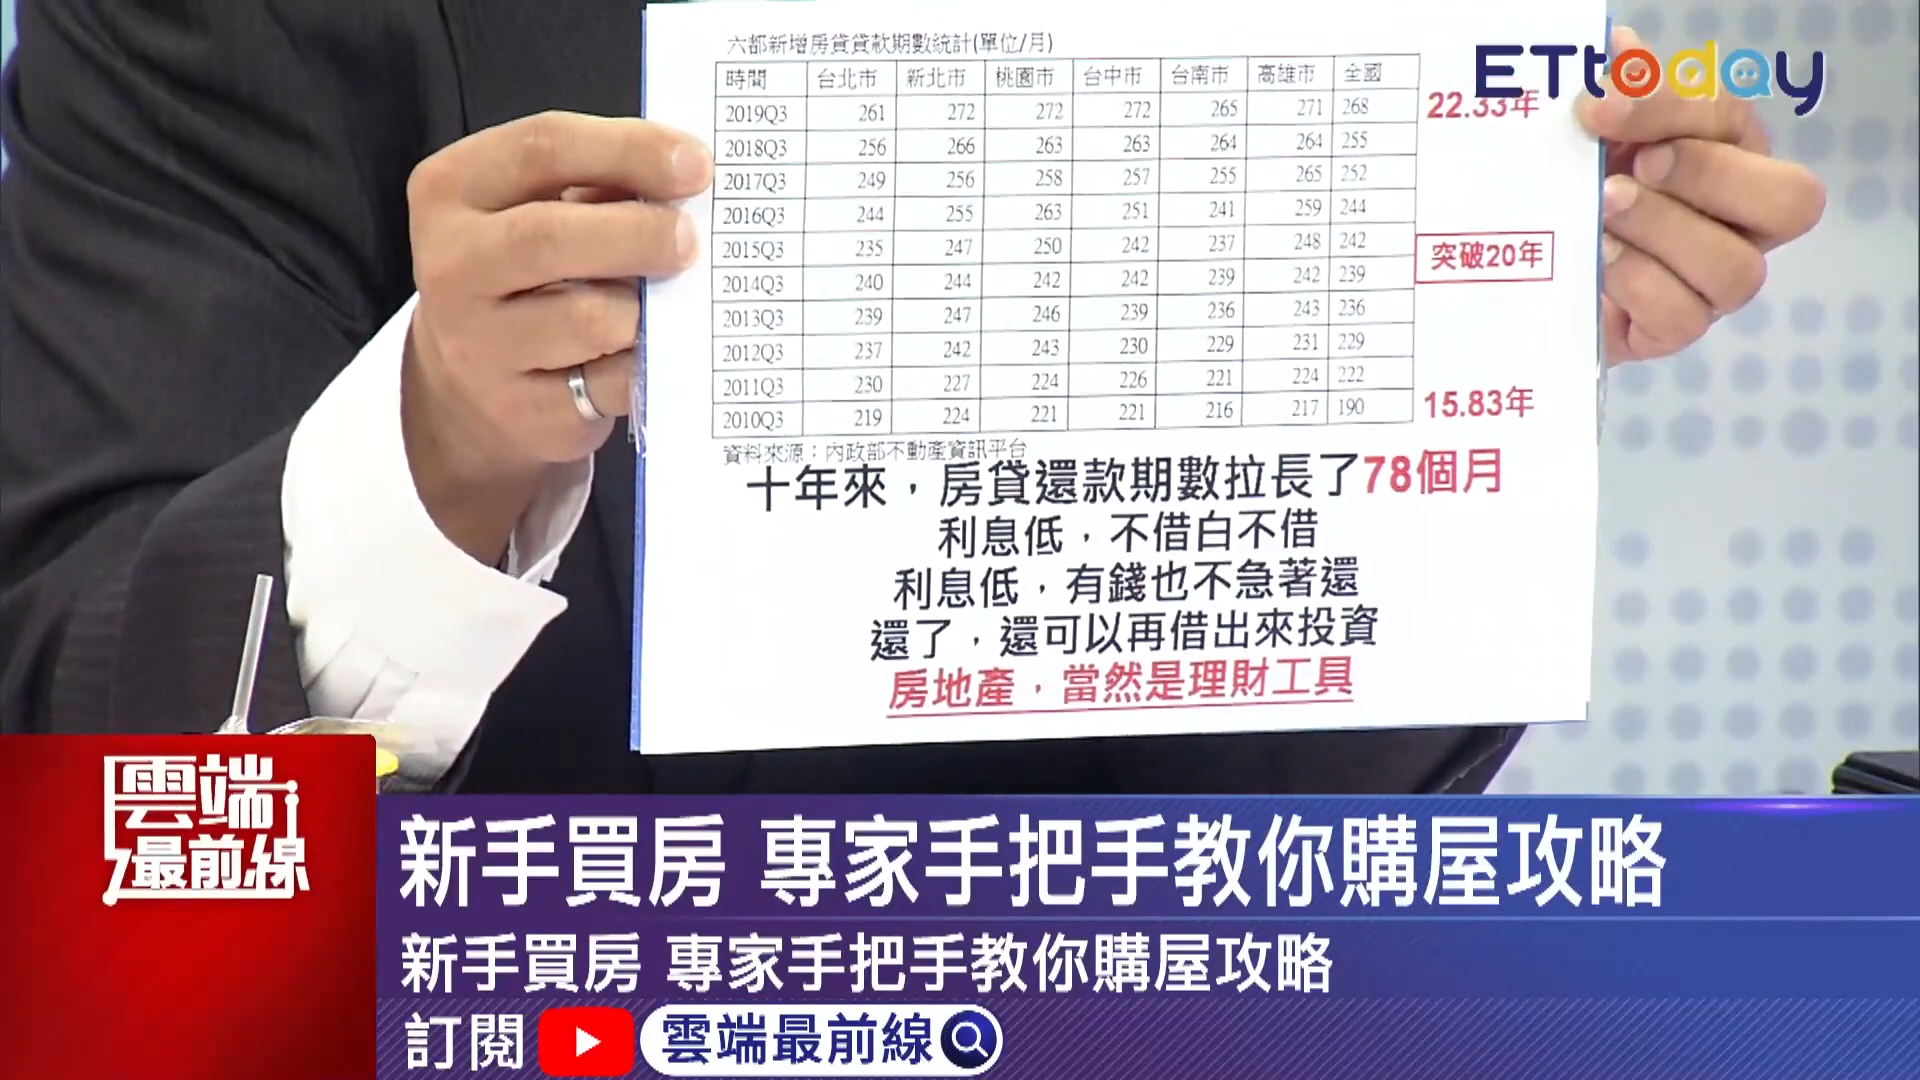 六都新增房貸貸款期數統計(單位/月)
ETtoday
時間 台北市 新北市 桃園市 台中市 台南市 高雄市 全國
2019Q3 261 272 272 272 265 271 268 22.33年
2018Q3 256 266 263 263 264 264 255
2017Q3 249 256 258 257 255 265 252
2016Q3 244 255 263 251 241 259 244
2015Q3 235 247 250 242 237 248 242 突破20年
2014Q3 240 244 242 242 239 242 239
2013Q3 239 247 246 239 236 243 236
2012Q3 237 242 243 230 229 231 229
2011Q3 230 227 224 226 221 224 222
2010Q3 219 224 221 221 216 217 190 15.83年
資料來源：內政部不動產資訊平台
十年來，房貸還款期數拉長了78個月
利息低，不借白不借
利息低，有錢也不急著還
還了，還可以再借出來投資
房地產，當然是理財工具
雲端
最前線
新手買房 專家手把手教你購屋攻略
新手買房 專家手把手教你購屋攻略
訂閱 雲端最前線